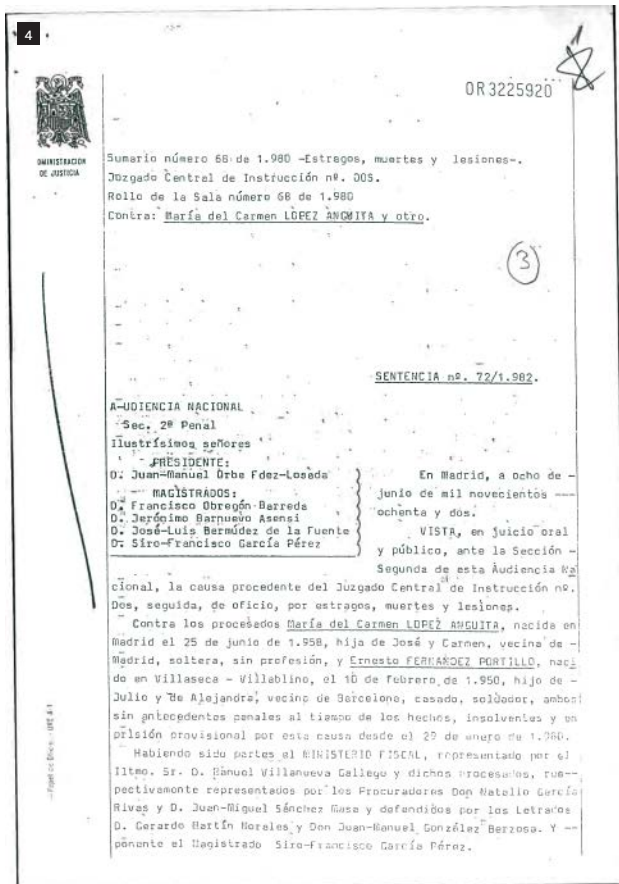 4
1
OR3225920
ADMINISTRACION
DE JUSTICIA
Sumario número 68 de 1.980 -Estragos, muertes y lesiones-.
Juzgado Central de Instrucción nº. DOS.
Rollo de la Sala número 68 de 1.980
Contra: María del Carmen LOPEZ ANGUITA y otro.
3
SENTENCIA nº. 72/1.982.
A-UDIENCIA NACIONAL
Sec. 2ª Penal
Ilustrísimos señores
PRESIDENTE:
D. Juan-Manuel Orbe Fdez-Losada
MAGISTRADOS:
D. Francisco Obregón Barreda
D. Jerónimo Barnuevo Asensi
D. José-Luis Bermúdez de la Fuente
D. Siro-Francisco García Pérez
En Madrid, a ocho de -
junio de mil novecientos ---
ochenta y dos.
VISTA, en juicio oral
y público, ante la Sección -
Segunda de esta Audiencia Na
cional, la causa procedente del Juzgado Central de Instrucción nº.
Dos, seguida, de oficio, por estragos, muertes y lesiones.
Contra los procesados María del Carmen LOPEZ ANGUITA, nacida en
Madrid el 25 de junio de 1.958, hija de José y Carmen, vecina de -
Madrid, soltera, sin profesión, y Ernesto FERNANDEZ PORTILLO, naci
do en Villaseca - Villablino, el 10 de febrero de 1.950, hijo de -
Julio y de Alejandra, vecino de Barcelona, casado, soldador, ambos
sin antecedentes penales al tiempo de los hechos, insolventes y en
prisión provisional por esta causa desde el 29 de enero de 1.980.
Habiendo sido partes el MINISTERIO FISCAL, representado por el
Iltmo. Sr. D. Manuel Villanueva Gallego y dichos procesados, res--
pectivamente representados por los Procuradores Don Natalio García
Rivas y D. Juan-Miguel Sánchez Masa y defendidos por los Letrados
D. Gerardo Martín Morales y Don Juan-Manuel González Berzosa. Y --
ponente el Magistrado Siro-Francisco García Pérez.
Papel de Oficio